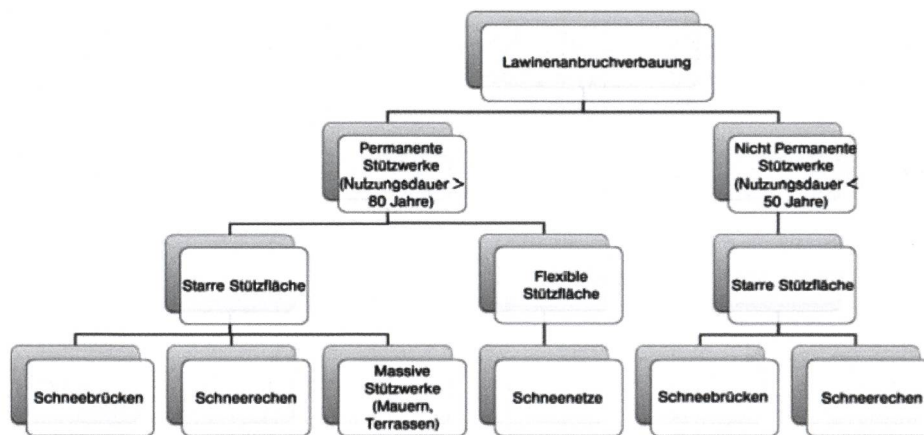 Lawinenanbruchverbauung
Permanente
Stützwerke
(Nutzungsdauer >
80 Jahre)
Nicht Permanente
Stützwerke
(Nutzungsdauer <
50 Jahre)
Starre Stützfläche
Flexible
Stützfläche
Starre Stützfläche
Schneebrücken
Schneerechen
Massive
Stützwerke
(Mauern,
Terrassen)
Schneenetze
Schneebrücken
Schneerechen